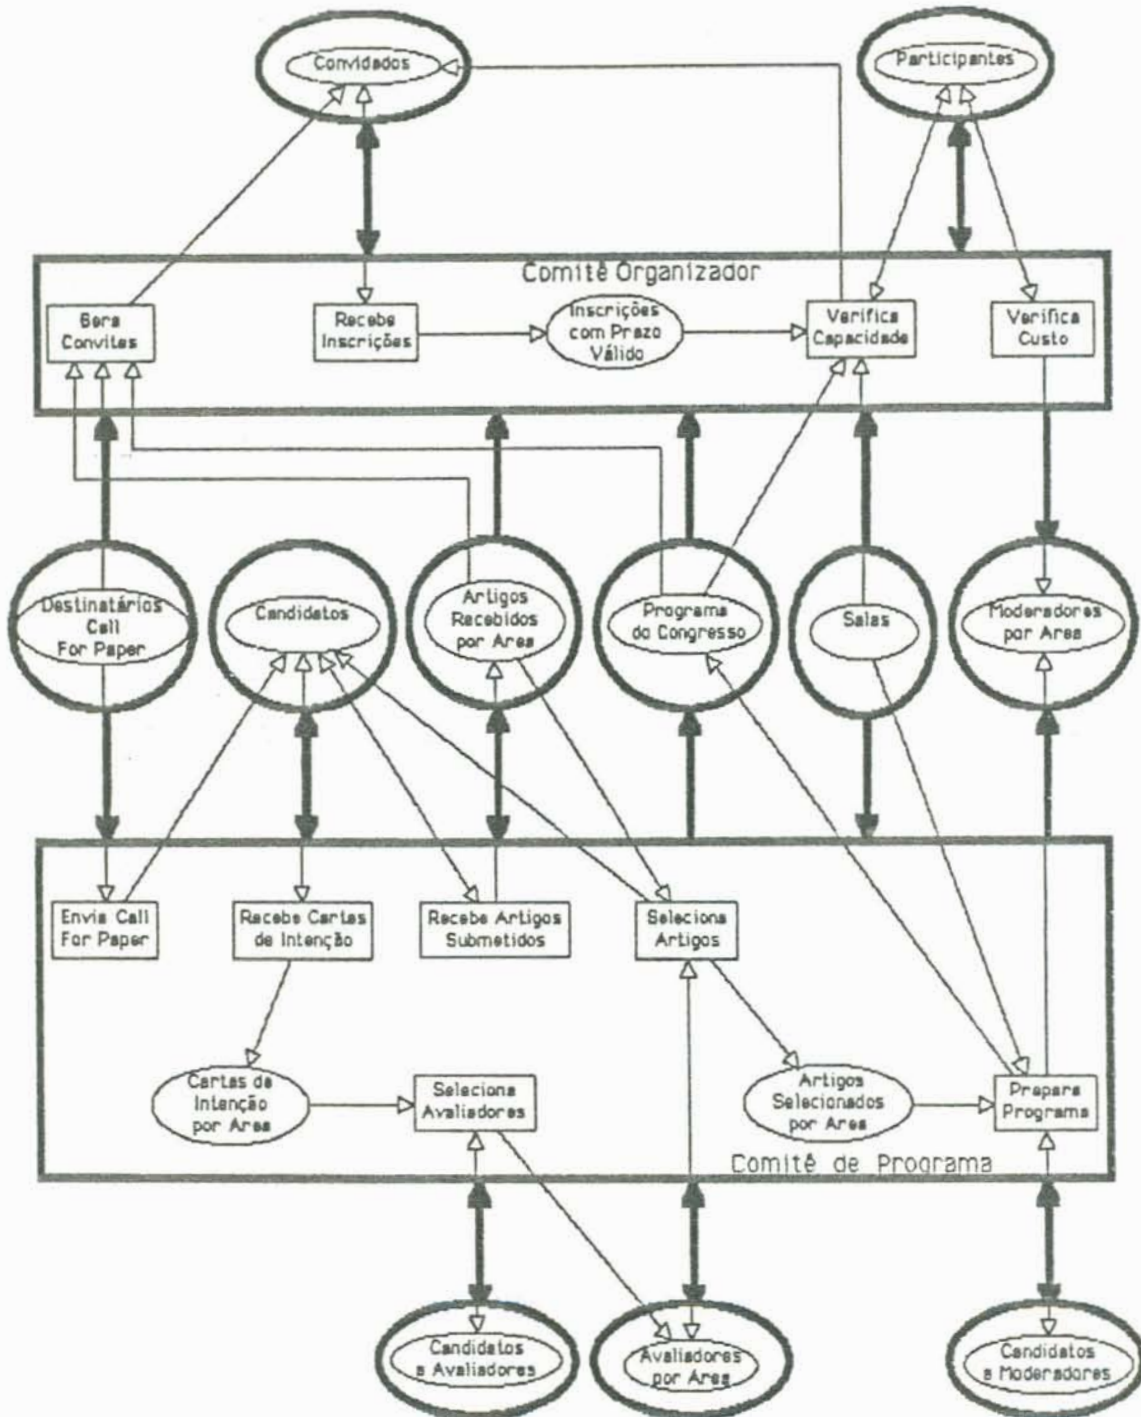 Convidados
Participantes
Comitê Organizador
Gera
Convites
Recebe
Inscrições
Inscrições
com Prazo
Válido
Verifica
Capacidade
Verifica
Custo
Destinatários
Call
For Paper
Candidatos
Artigos
Recebidos
por Area
Programa
do Congresso
Salas
Moderadores
por Area
Envia Call
For Paper
Recebe Cartas
de Intenção
Recebe Artigos
Submetidos
Seleciona
Artigos
Cartas de
Intenção
por Area
Seleciona
Avaliadores
Artigos
Selecionados
por Area
Prepara
Programa
Comitê de Programa
Candidatos
a Avaliadores
Avaliadores
por Area
Candidatos
a Moderadores